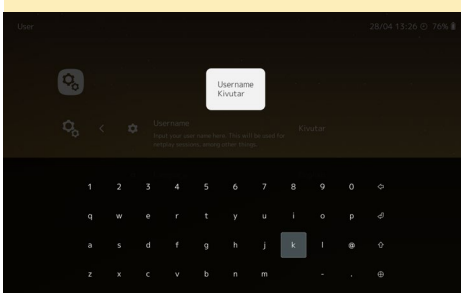 User
28/04 13:26 76%
Username
Kivutar
Username
Input your user name here. This will be used for
netplay sessions, among other things.
Kivutar
1 2 3 4 5 6 7 8 9 0
q w e r t y u i o p
a s d f g h j k l @
z x c v b n m - .